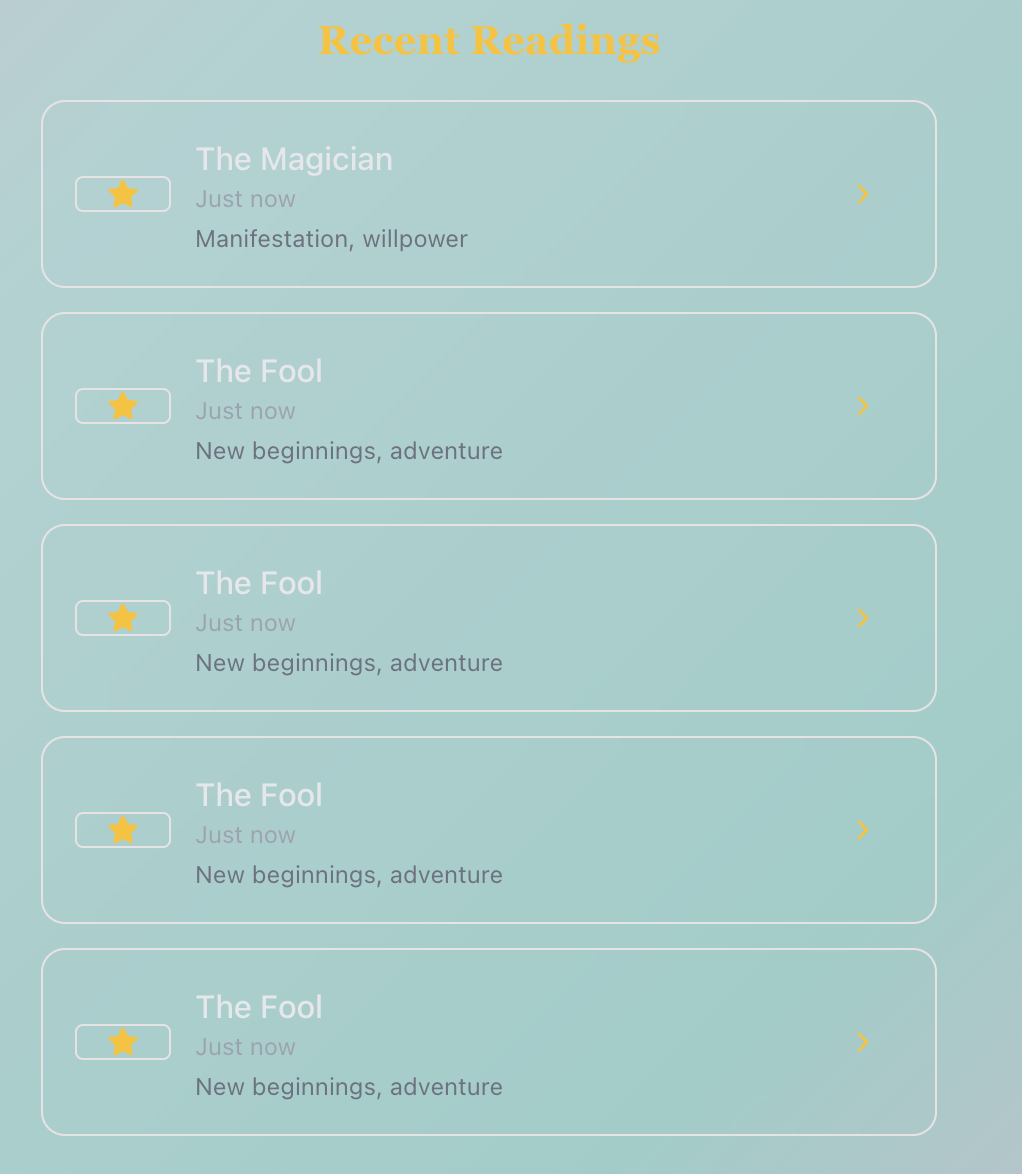 Recent Readings
The Magician
Just now
Manifestation, willpower
The Fool
Just now
New beginnings, adventure
The Fool
Just now
New beginnings, adventure
The Fool
Just now
New beginnings, adventure
The Fool
Just now
New beginnings, adventure